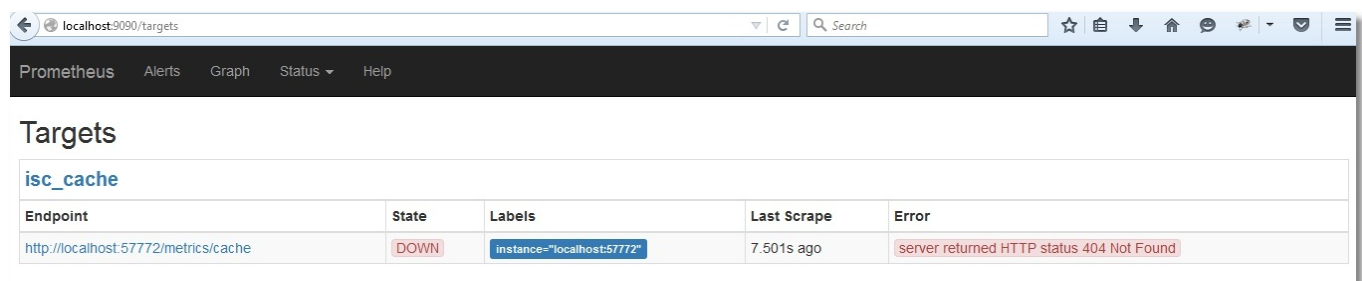 localhost:9090/targets
Search
Prometheus Alerts Graph Status Help
Targets
isc_cache
Endpoint State Labels Last Scrape Error
http://localhost:57772/metrics/cache DOWN instance="localhost:57772" 7.501s ago server returned HTTP status 404 Not Found